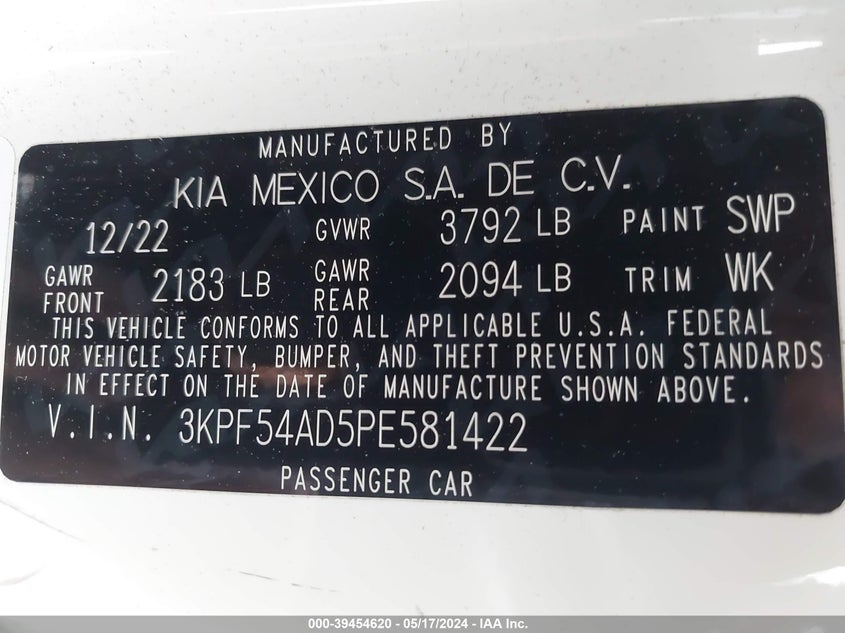 MANUFACTURED BY
KIA MEXICO S.A. DE C.V.
12/22 GVWR 3792 LB PAINT SWP
GAWR FRONT 2183 LB GAWR REAR 2094 LB TRIM WK
THIS VEHICLE CONFORMS TO ALL APPLICABLE U.S.A. FEDERAL
MOTOR VEHICLE SAFETY, BUMPER, AND THEFT PREVENTION STANDARDS
IN EFFECT ON THE DATE OF MANUFACTURE SHOWN ABOVE.
V.I.N. 3KPF54AD5PE581422
PASSENGER CAR
000-39454620 - 05/17/2024 - IAA Inc.